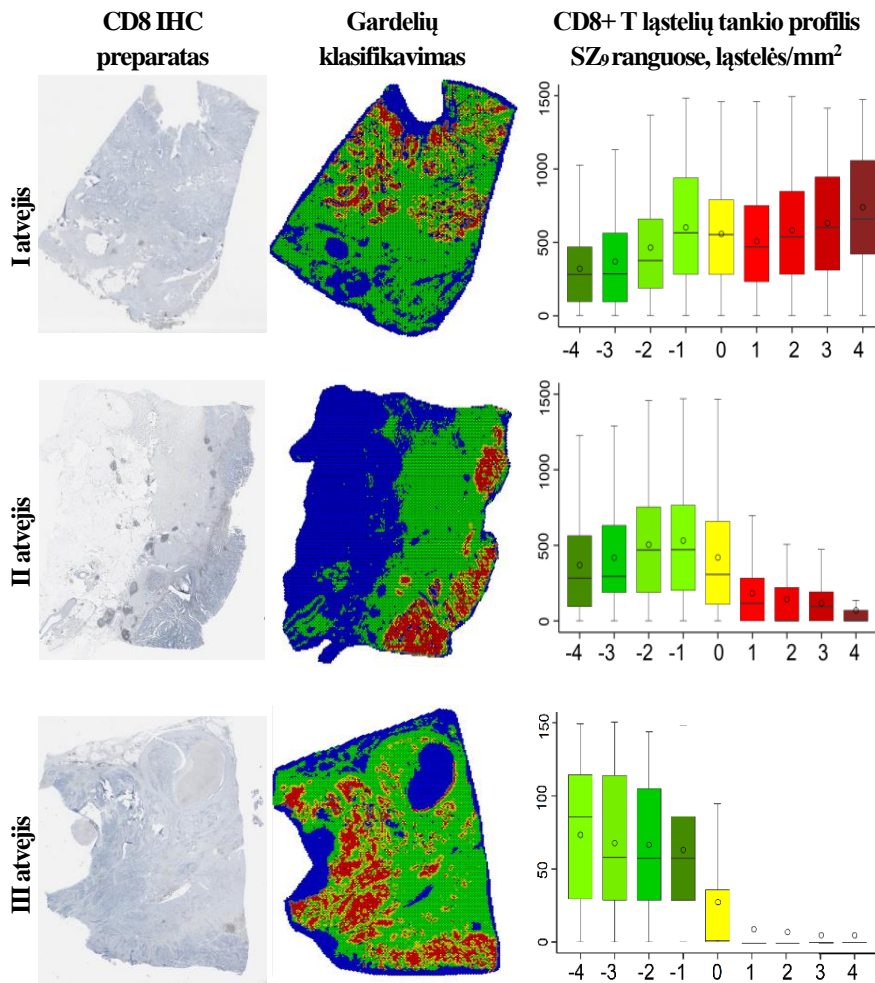 CD8 IHC
preparatas
Gardelių
klasifikavimas
CD8+ T ląstelių tankio profilis
SZ₉ ranguose, ląstelės/mm²
I atvejis
1500
1000
500
0
-4 -3 -2 -1 0 1 2 3 4
II atvejis
1500
1000
500
0
-4 -3 -2 -1 0 1 2 3 4
III atvejis
150
100
50
0
-4 -3 -2 -1 0 1 2 3 4